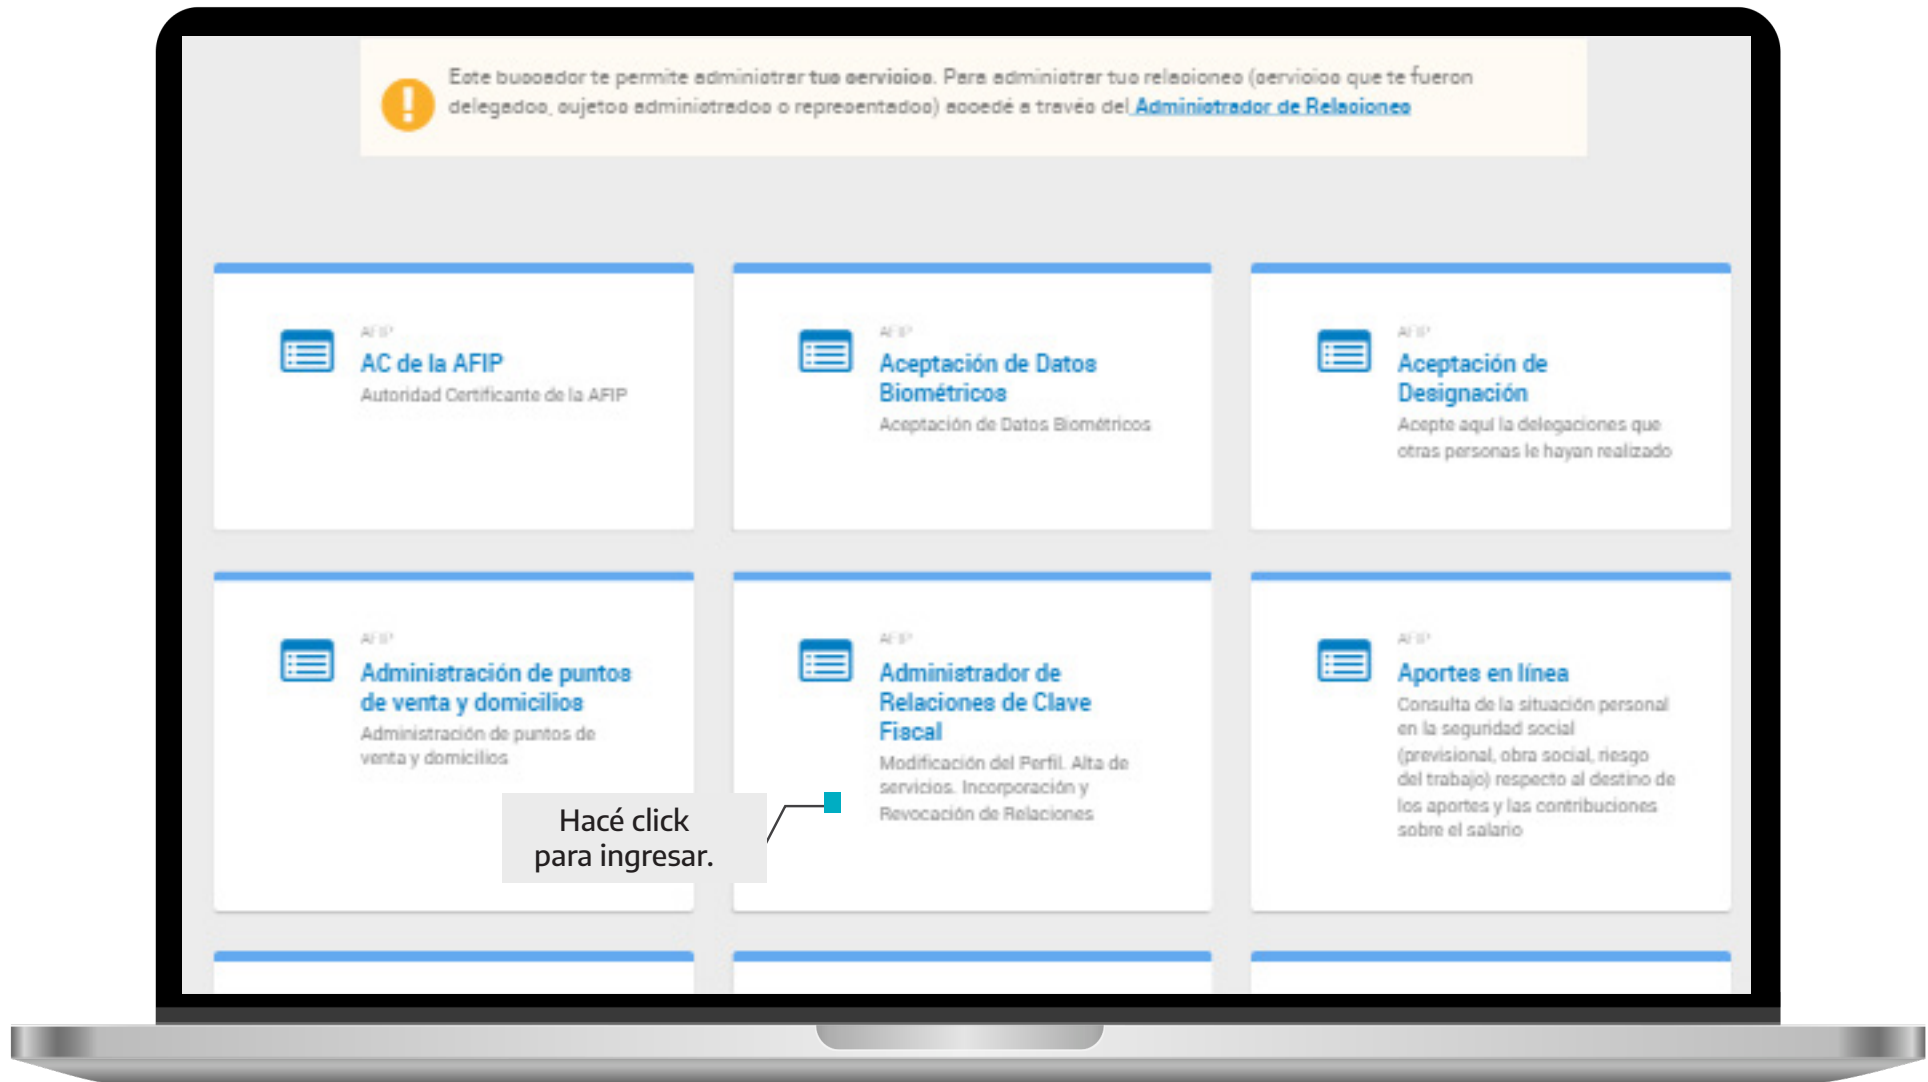 Este buscador te permite administrar tus servicios. Para administrar tus relaciones (servicios que te fueron
delegados, sujetos administrados o representados) accedé a través del Administrador de Relaciones
AFIP
AC de la AFIP
Autoridad Certificante de la AFIP
AFIP
Aceptación de Datos
Biométricos
Aceptación de Datos Biométricos
AFIP
Aceptación de
Designación
Acepte aquí la delegaciones que
otras personas le hayan realizado
AFIP
Administración de puntos
de venta y domicilios
Administración de puntos de
venta y domicilios
AFIP
Administrador de
Relaciones de Clave
Fiscal
Modificación del Perfil. Alta de
servicios. Incorporación y
Revocación de Relaciones
AFIP
Aportes en línea
Consulta de la situación personal
en la seguridad social
(previsional, obra social, riesgo
del trabajo) respecto al destino de
los aportes y las contribuciones
sobre el salario
Hacé click
para ingresar.